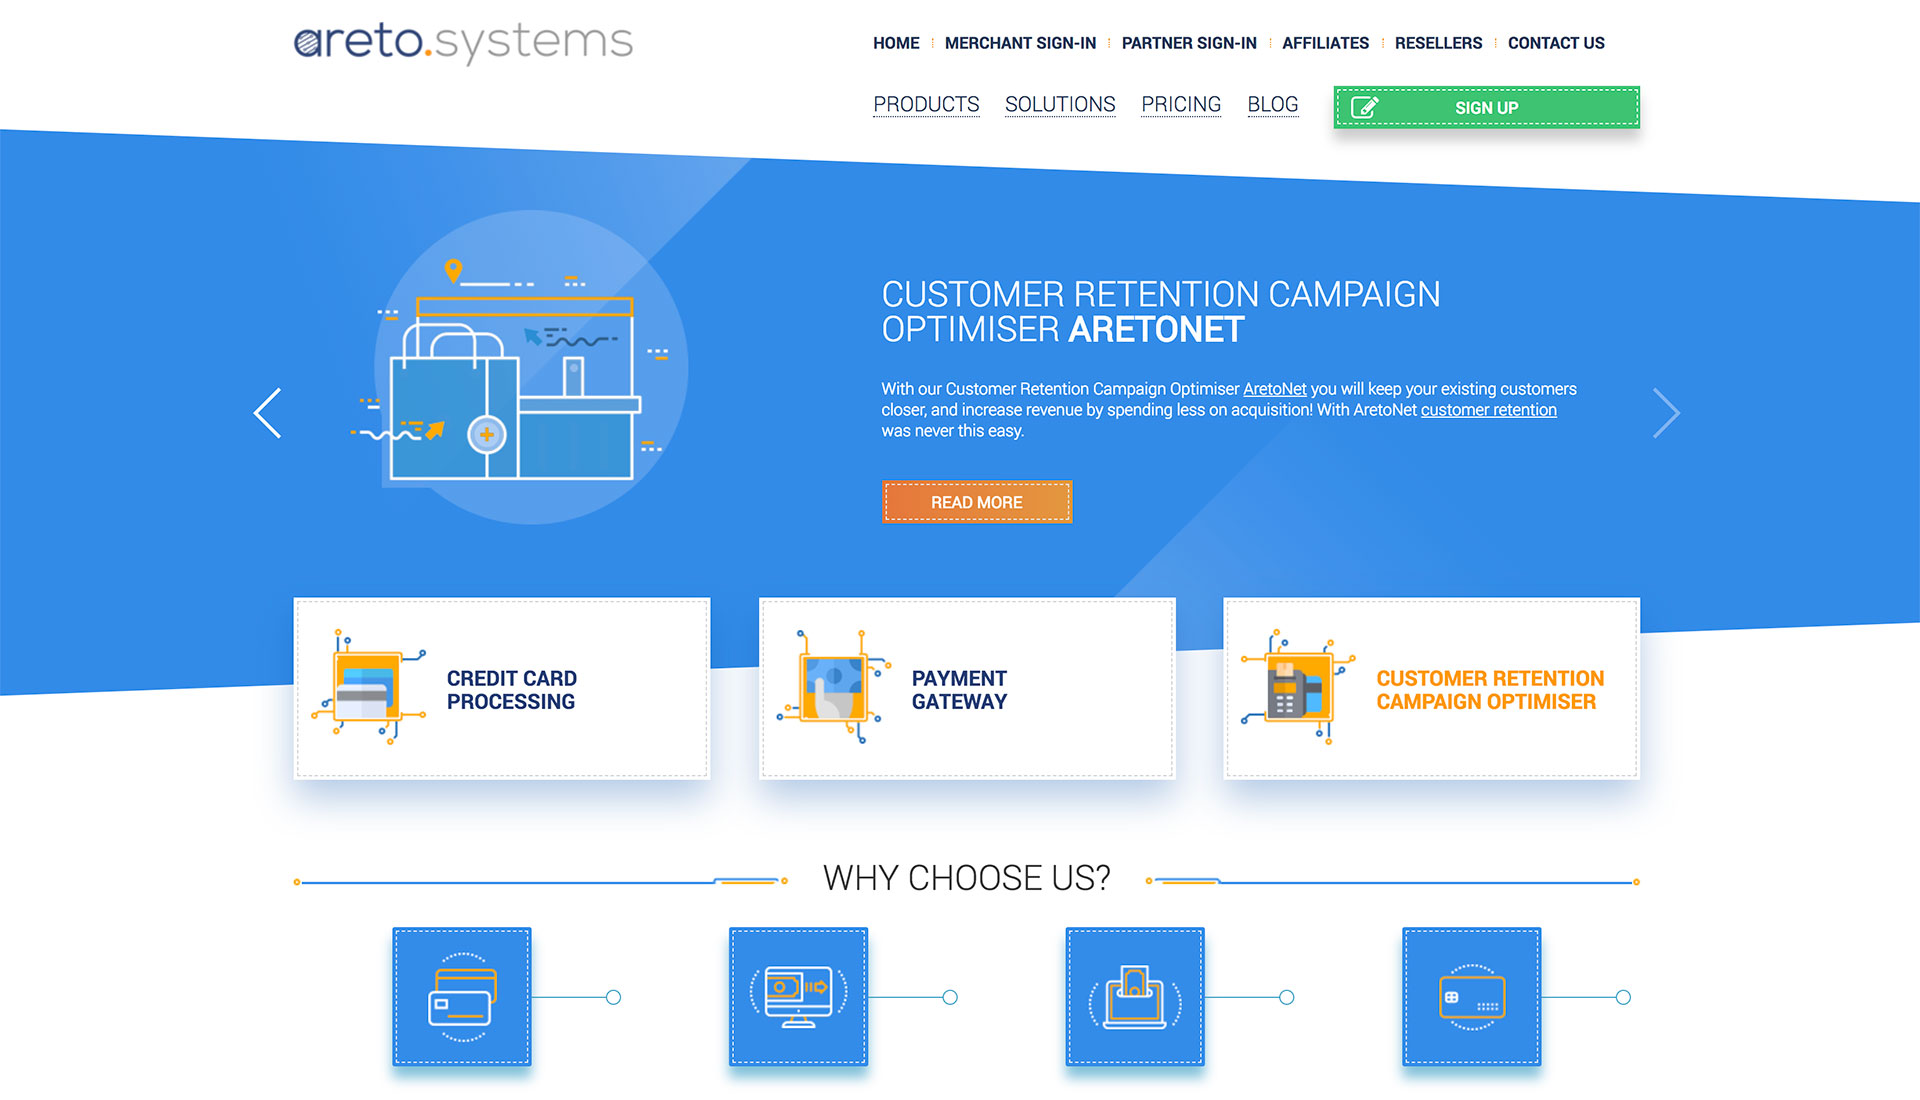 areto.systems
HOME
MERCHANT SIGN-IN
PARTNER SIGN-IN
AFFILIATES
RESELLERS
CONTACT US
PRODUCTS
SOLUTIONS
PRICING
BLOG
SIGN UP
CUSTOMER RETENTION CAMPAIGN
OPTIMISER ARETONET
With our Customer Retention Campaign Optimiser AretoNet you will keep your existing customers
closer, and increase revenue by spending less on acquisition! With AretoNet customer retention
was never this easy.
READ MORE
CREDIT CARD
PROCESSING
PAYMENT
GATEWAY
CUSTOMER RETENTION
CAMPAIGN OPTIMISER
WHY CHOOSE US?